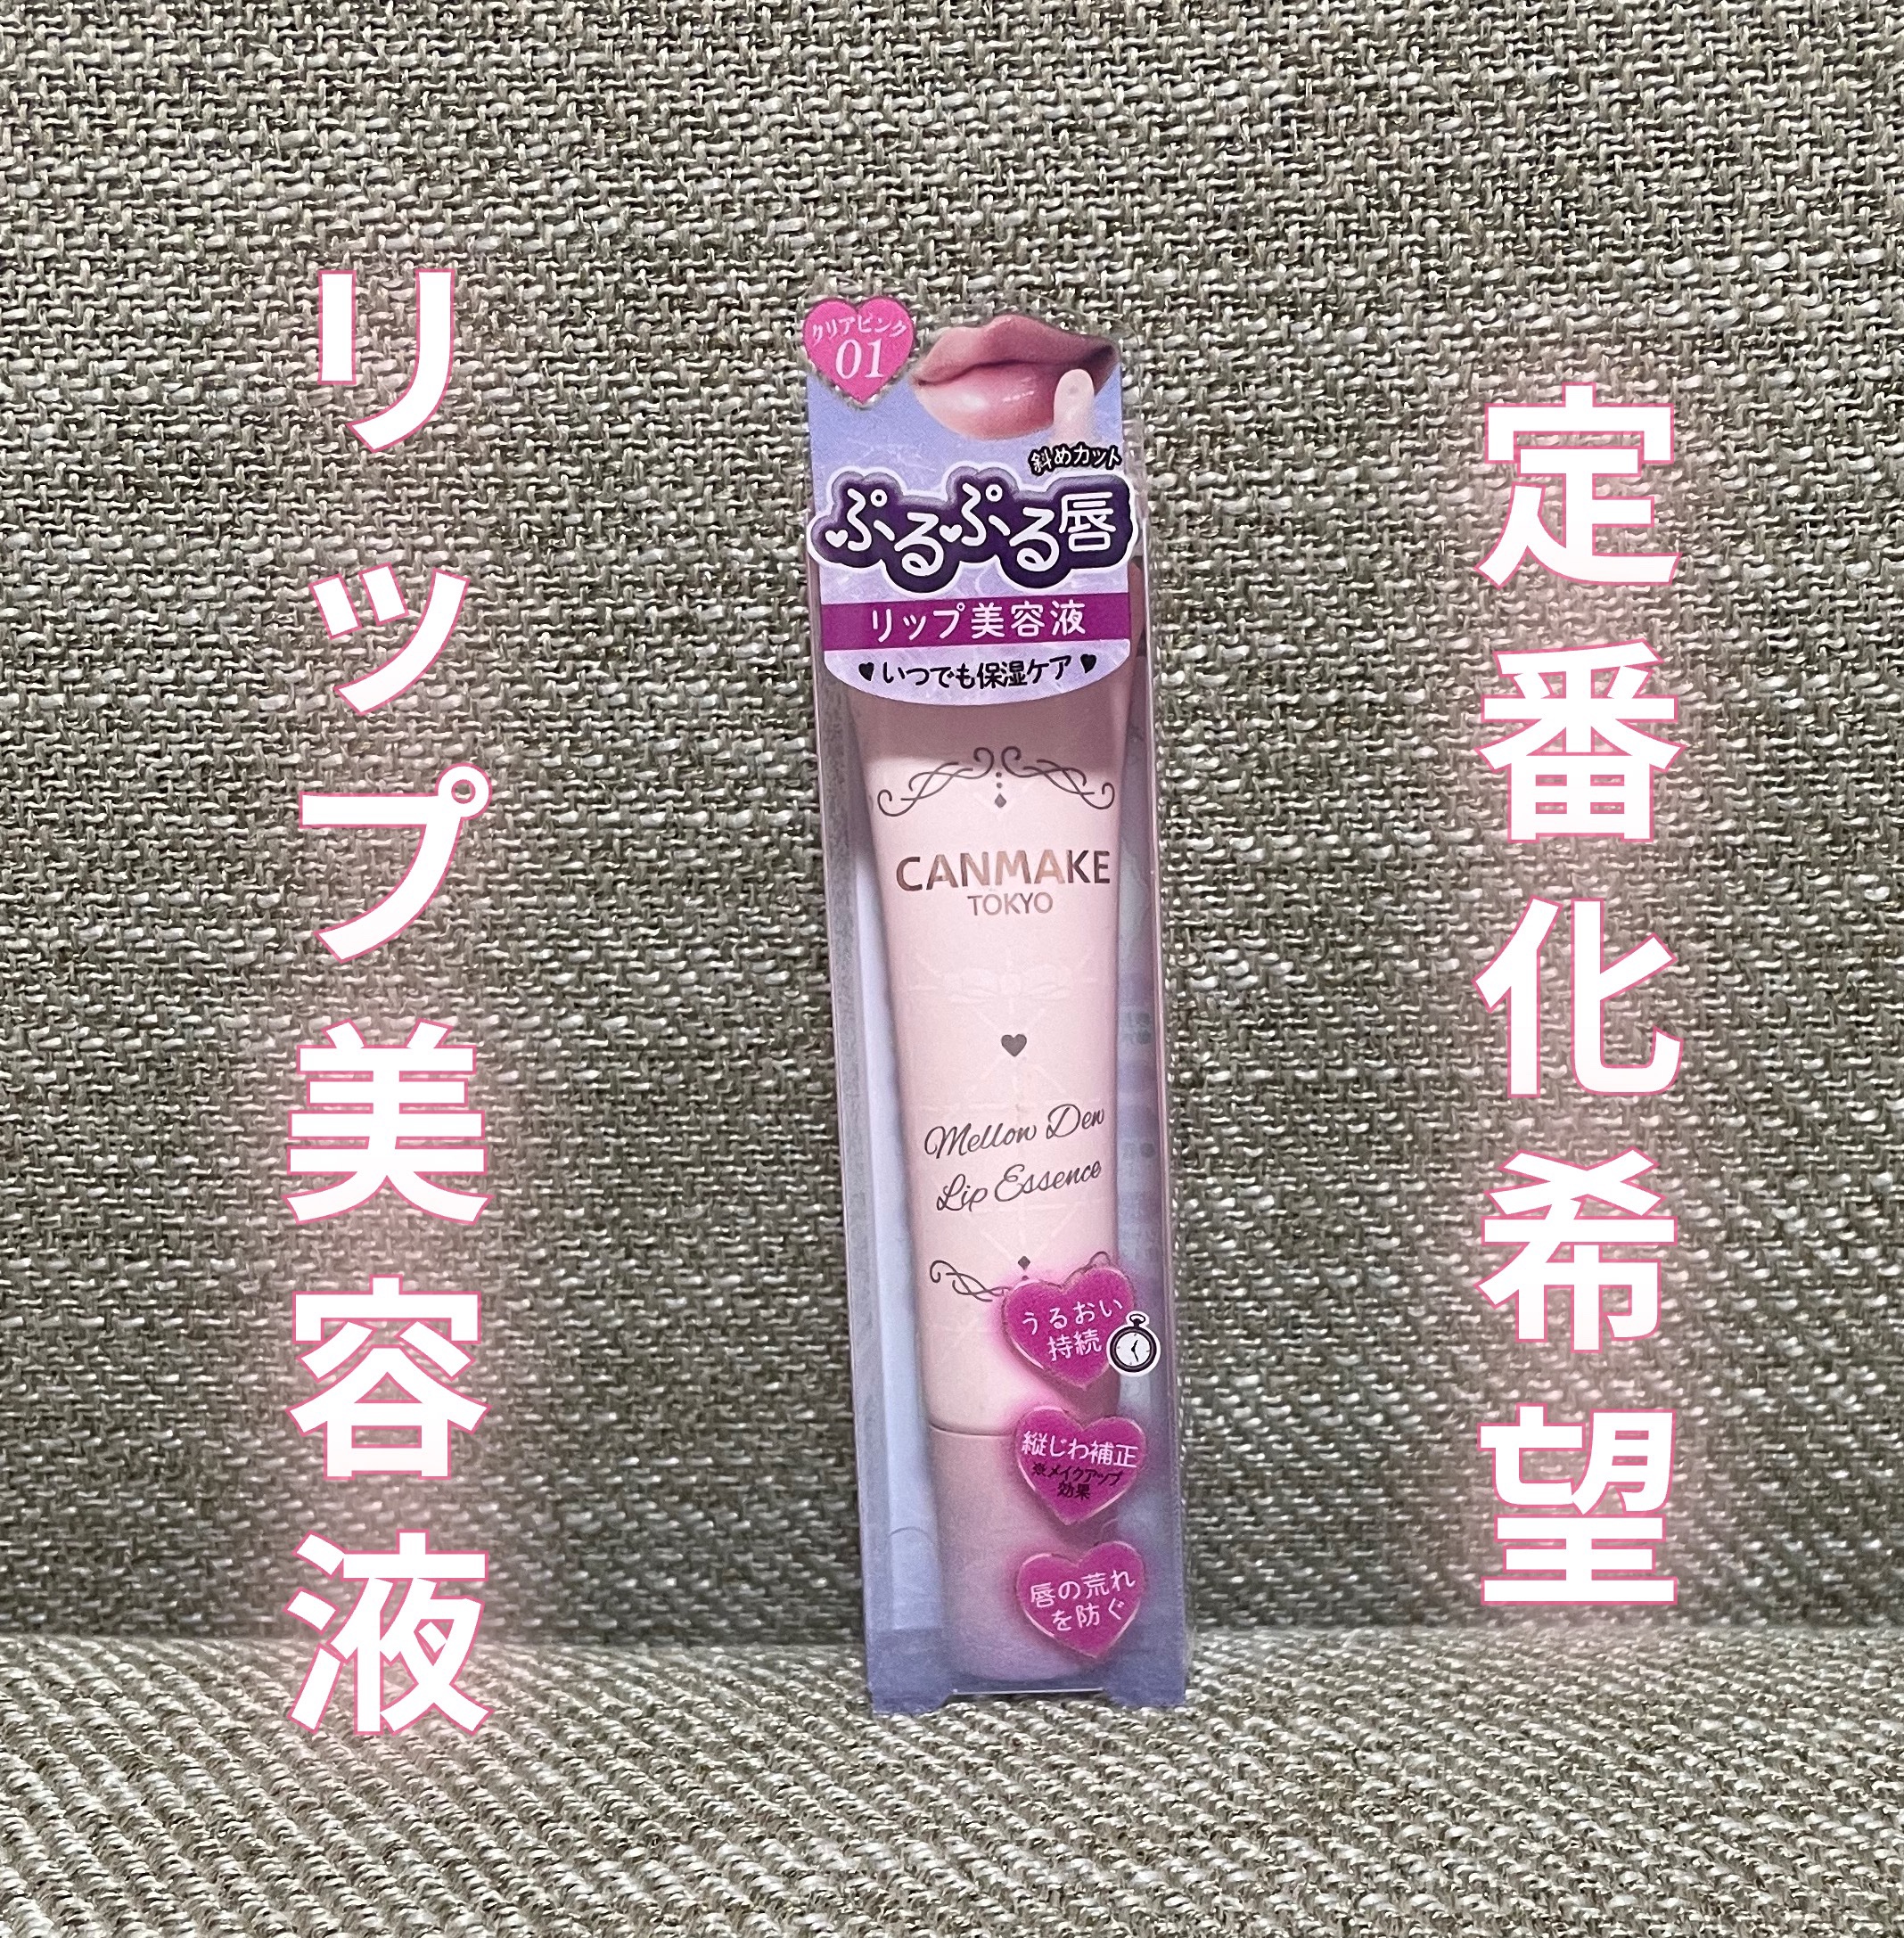 定番化希望
リップ美容液
クリアピンク
01
斜めカット
ぷるぷる唇
リップ美容液
♥いつでも保湿ケア♥
CANMAKE
TOKYO
Mellow Dew
Lip Essence
うるおい
持続
縦じわ補正
※メイクアップ
効果
唇の荒れ
を防ぐ